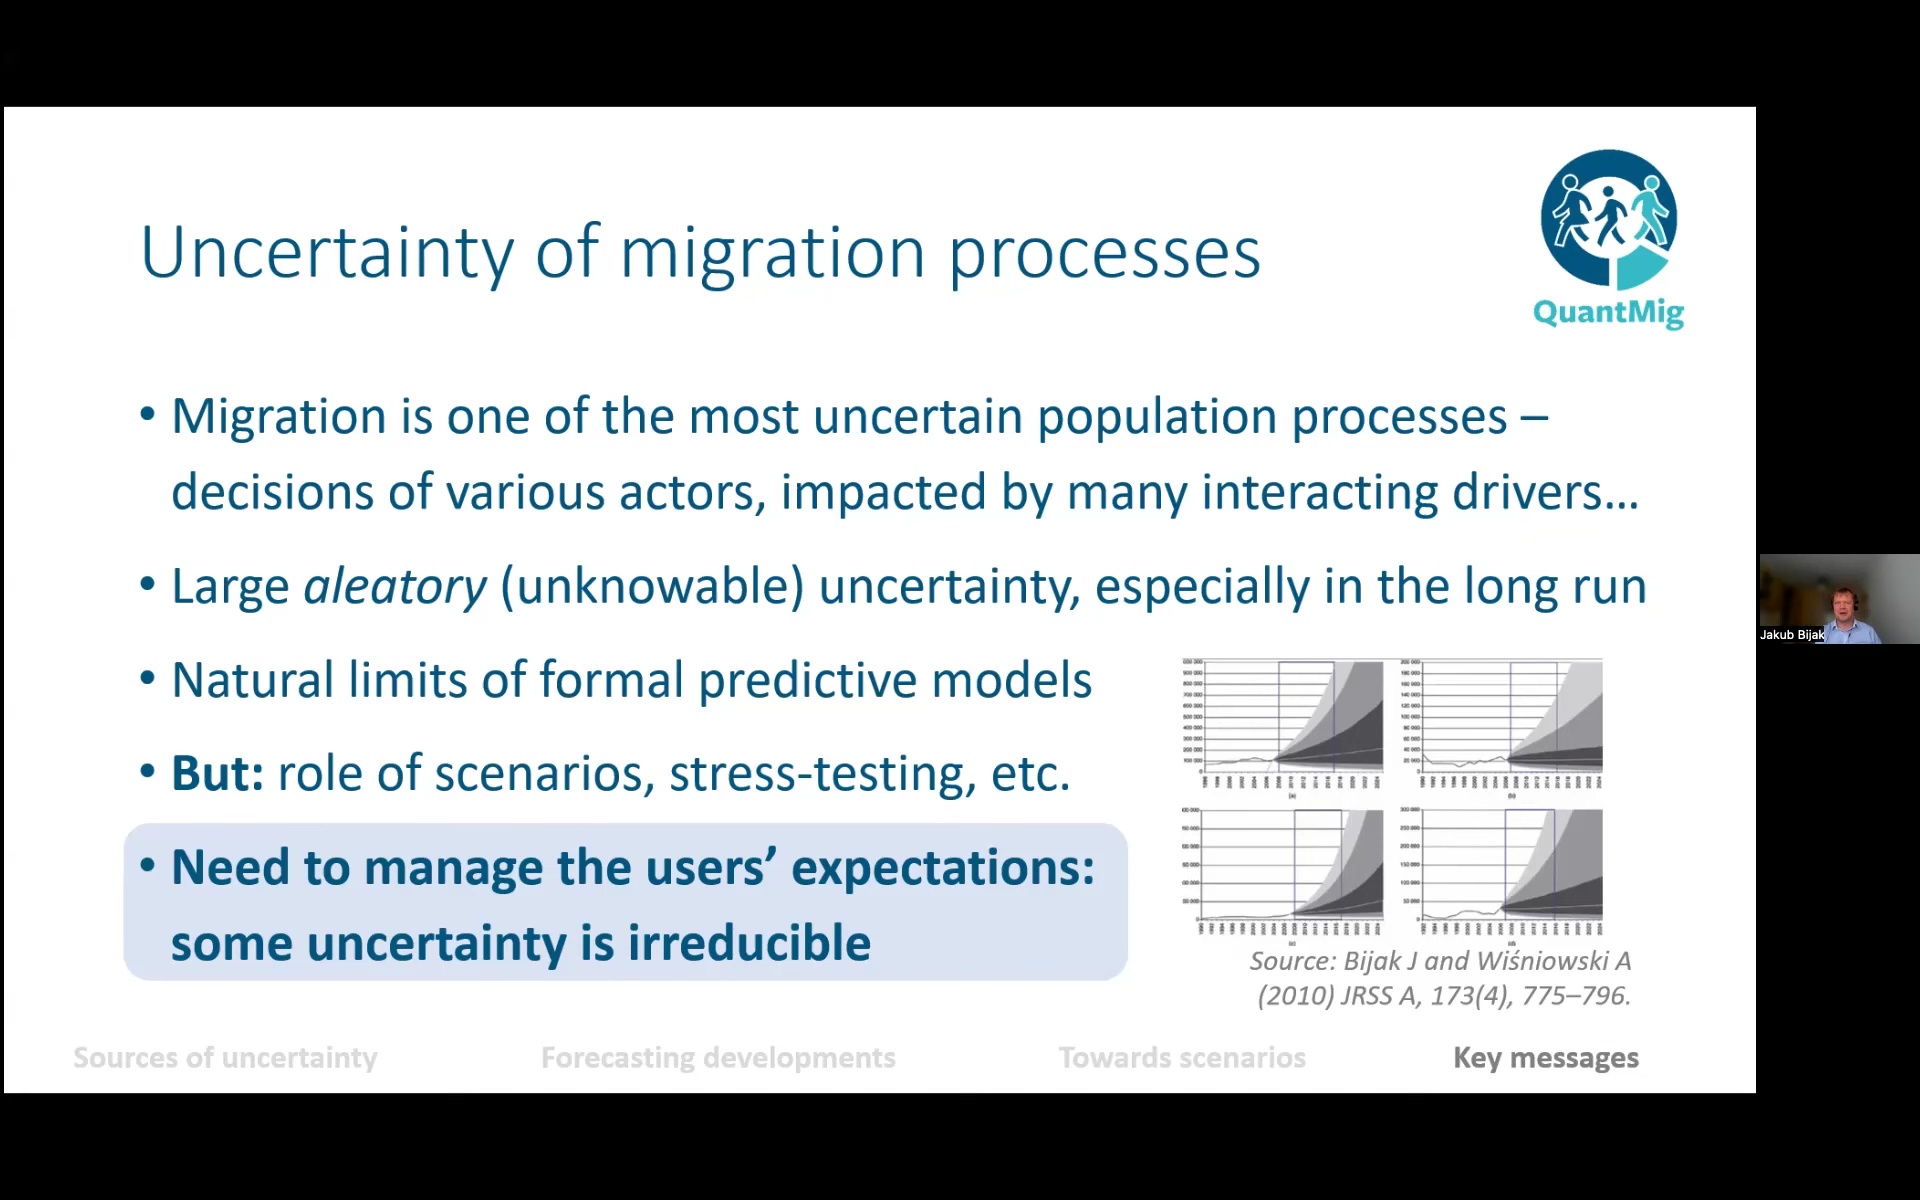 Uncertainty of migration processes
QuantMig
• Migration is one of the most uncertain population processes –
decisions of various actors, impacted by many interacting drivers…
• Large aleatory (unknowable) uncertainty, especially in the long run
• Natural limits of formal predictive models
• But: role of scenarios, stress-testing, etc.
• Need to manage the users’ expectations:
some uncertainty is irreducible
Source: Bijak J and Wiśniowski A
(2010) JRSS A, 173(4), 775–796.
Sources of uncertainty
Forecasting developments
Towards scenarios
Key messages
Jakub Bijak